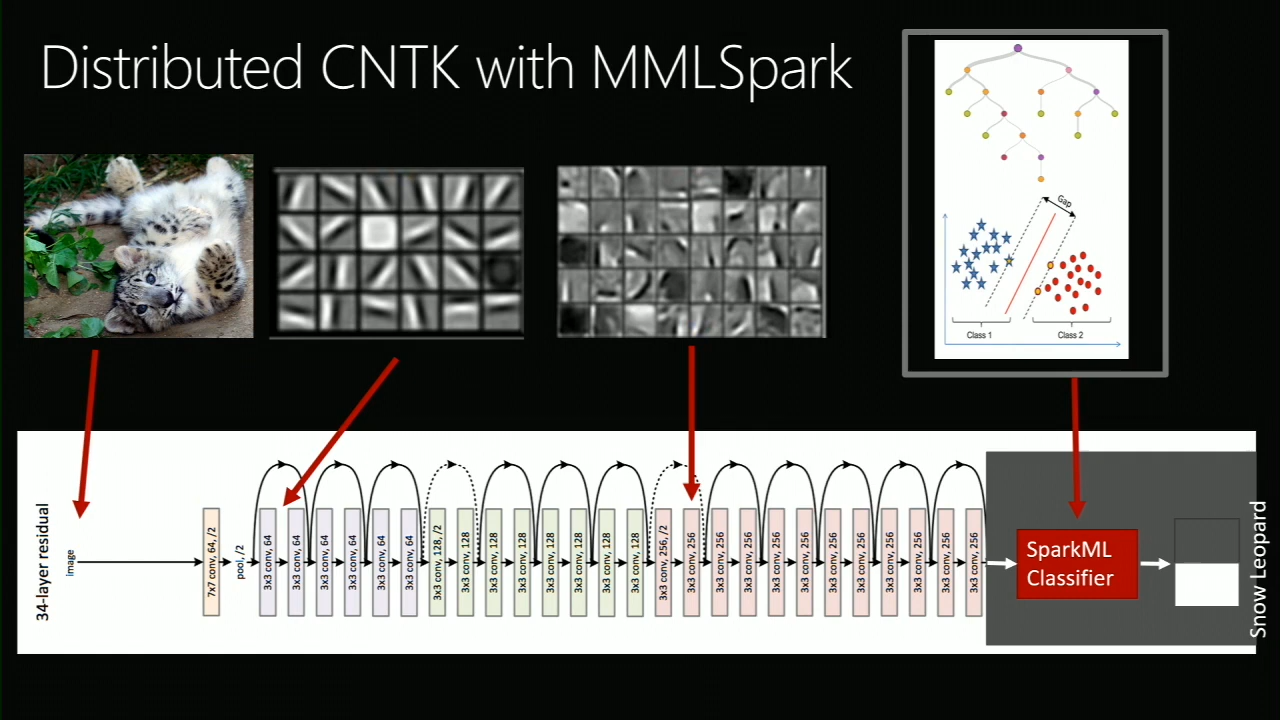 Distributed CNTK with MMLSpark
Gap
Class 1
Class 2
34-layer residual
image
7x7 conv, 64, /2
pool, /2
3x3 conv, 64
3x3 conv, 64
3x3 conv, 64
3x3 conv, 64
3x3 conv, 64
3x3 conv, 64
3x3 conv, 128, /2
3x3 conv, 128
3x3 conv, 128
3x3 conv, 128
3x3 conv, 128
3x3 conv, 128
3x3 conv, 128
3x3 conv, 128
3x3 conv, 256, /2
3x3 conv, 256
3x3 conv, 256
3x3 conv, 256
3x3 conv, 256
3x3 conv, 256
3x3 conv, 256
3x3 conv, 256
3x3 conv, 256
3x3 conv, 256
3x3 conv, 256
3x3 conv, 256
SparkML
Classifier
Snow Leopard